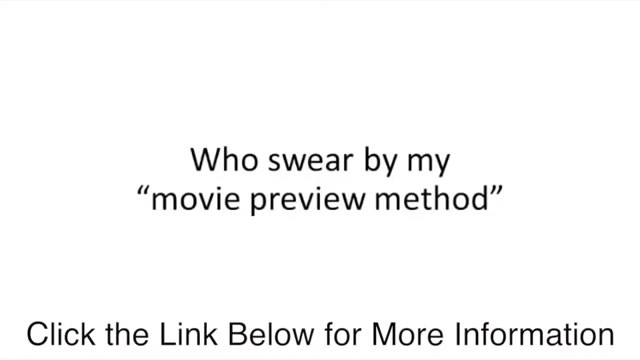 Who swear by my
“movie preview method”
Click the Link Below for More Information